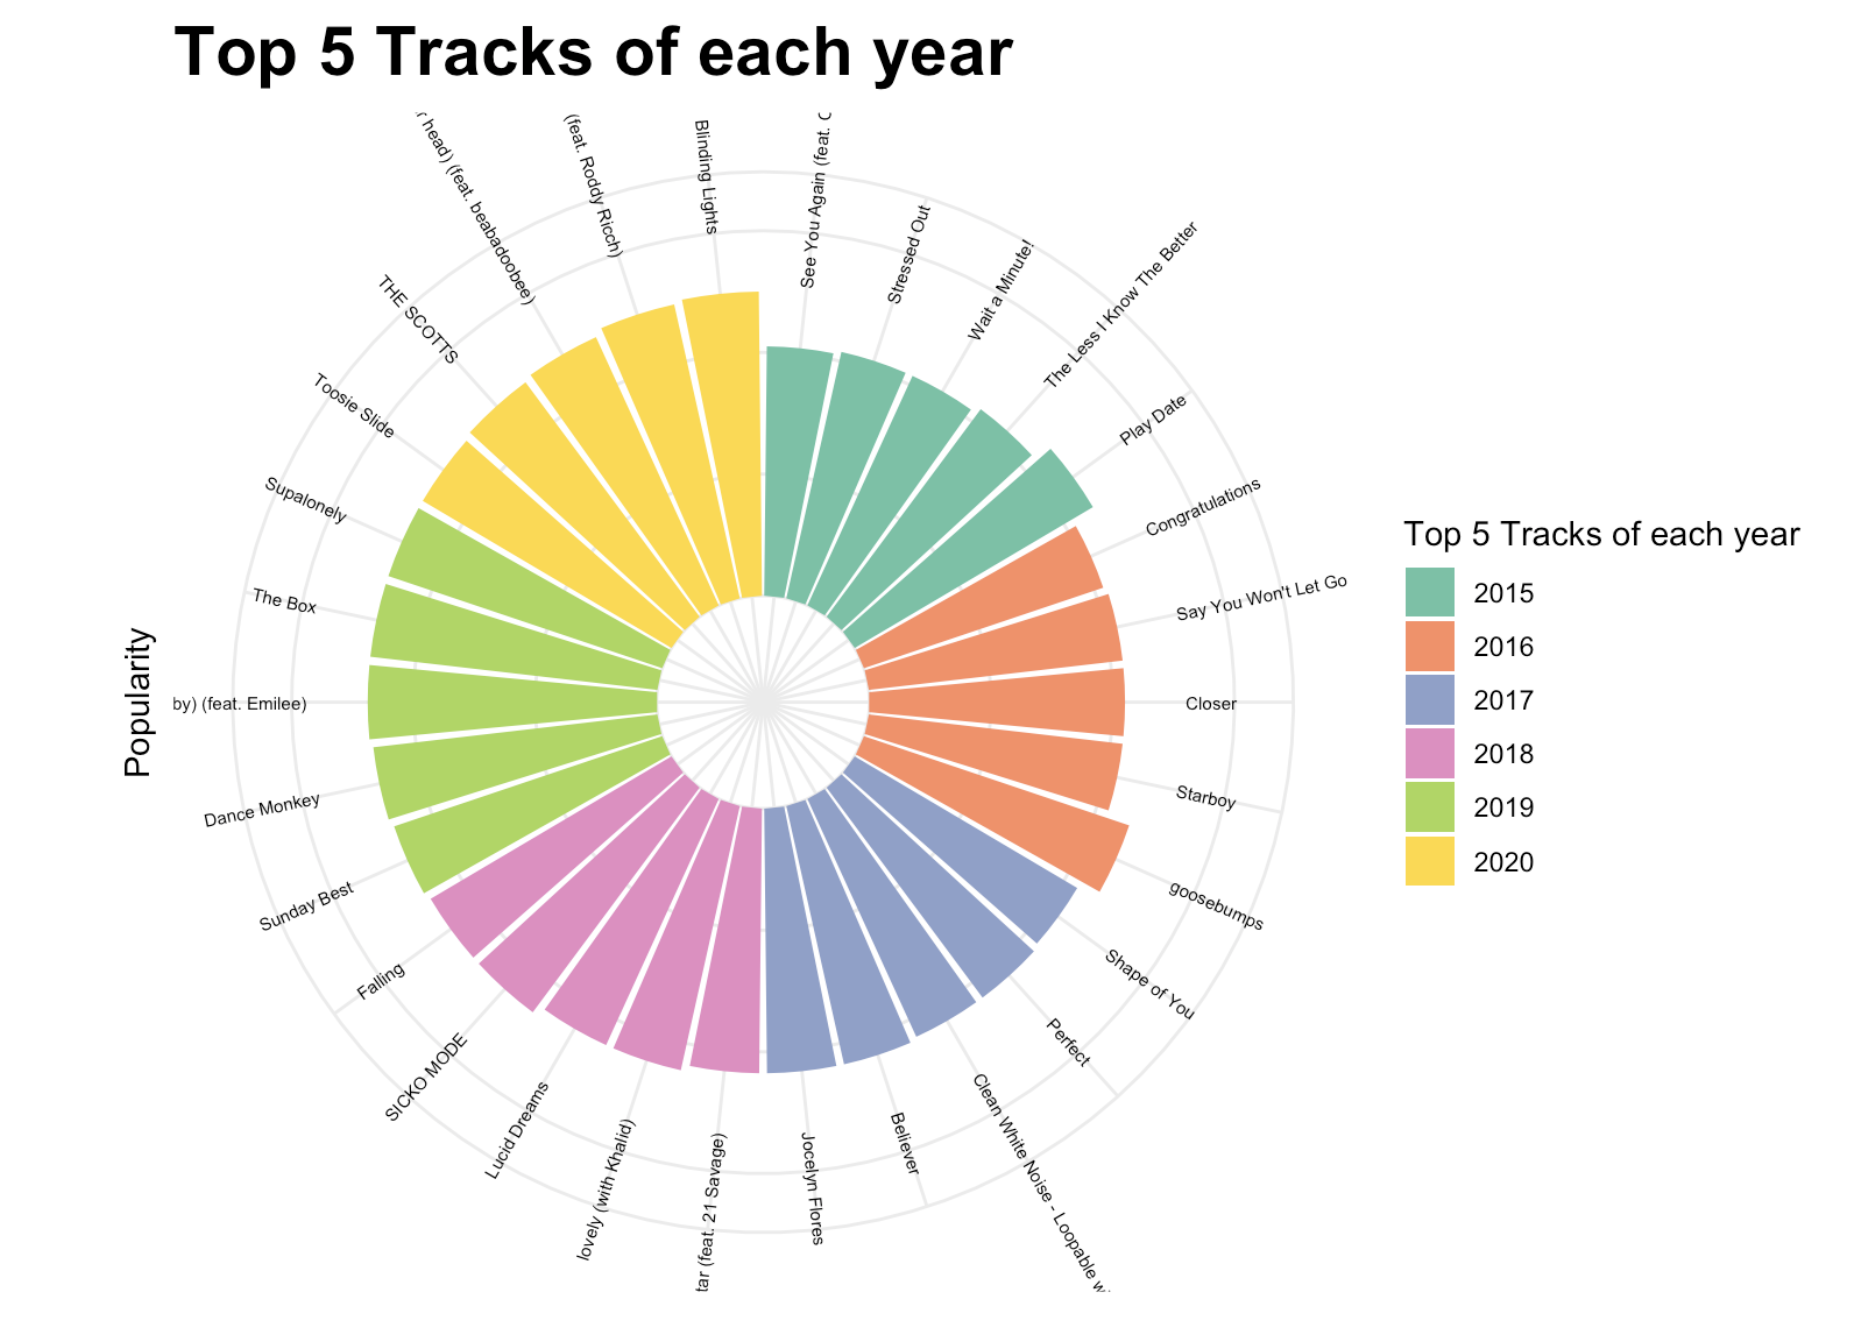 Top 5 Tracks of each year
Popularity
See You Again (feat.
Stressed Out
Wait a Minute!
The Less I Know The Better
Play Date
Congratulations
Say You Won't Let Go
Closer
Starboy
goosebumps
Shape of You
Perfect
Clean White Noise - Loopable
Believer
Jocelyn Flores
tar (feat. 21 Savage)
lovely (with Khalid)
Lucid Dreams
SICKO MODE
Falling
Sunday Best
Dance Monkey
by) (feat. Emilee)
The Box
Supalonely
Toosie Slide
THE SCOTTS
head) (feat. beabadoobee)
(feat. Roddy Ricch)
Blinding Lights
Top 5 Tracks of each year
2015
2016
2017
2018
2019
2020